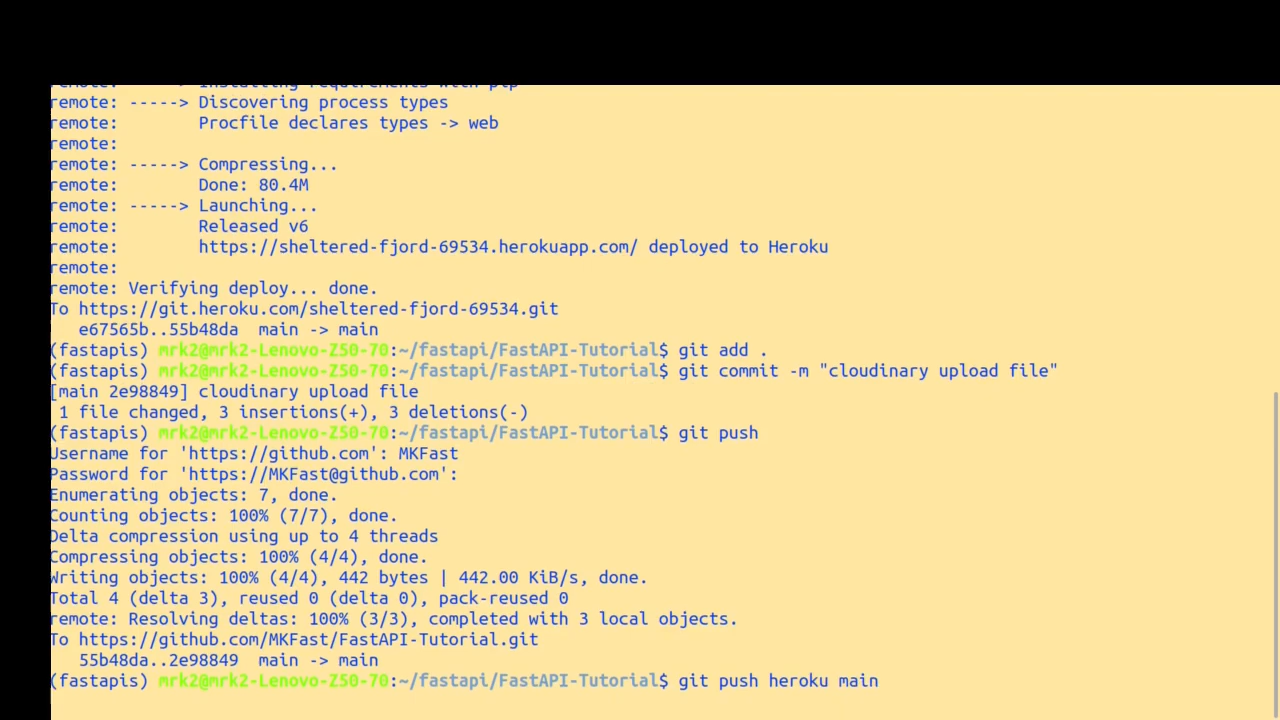 remote: -----> Installing requirements with pip
remote: -----> Discovering process types
remote:        Procfile declares types -> web
remote:
remote: -----> Compressing...
remote:        Done: 80.4M
remote: -----> Launching...
remote:        Released v6
remote:        https://sheltered-fjord-69534.herokuapp.com/ deployed to Heroku
remote:
remote: Verifying deploy... done.
To https://git.heroku.com/sheltered-fjord-69534.git
   e67565b..55b48da  main -> main
(fastapis) mrk2@mrk2-Lenovo-Z50-70:~/fastapi/FastAPI-Tutorial$ git add .
(fastapis) mrk2@mrk2-Lenovo-Z50-70:~/fastapi/FastAPI-Tutorial$ git commit -m "cloudinary upload file"
[main 2e98849] cloudinary upload file
 1 file changed, 3 insertions(+), 3 deletions(-)
(fastapis) mrk2@mrk2-Lenovo-Z50-70:~/fastapi/FastAPI-Tutorial$ git push
Username for 'https://github.com': MKFast
Password for 'https://MKFast@github.com':
Enumerating objects: 7, done.
Counting objects: 100% (7/7), done.
Delta compression using up to 4 threads
Compressing objects: 100% (4/4), done.
Writing objects: 100% (4/4), 442 bytes | 442.00 KiB/s, done.
Total 4 (delta 3), reused 0 (delta 0), pack-reused 0
remote: Resolving deltas: 100% (3/3), completed with 3 local objects.
To https://github.com/MKFast/FastAPI-Tutorial.git
   55b48da..2e98849  main -> main
(fastapis) mrk2@mrk2-Lenovo-Z50-70:~/fastapi/FastAPI-Tutorial$ git push heroku main